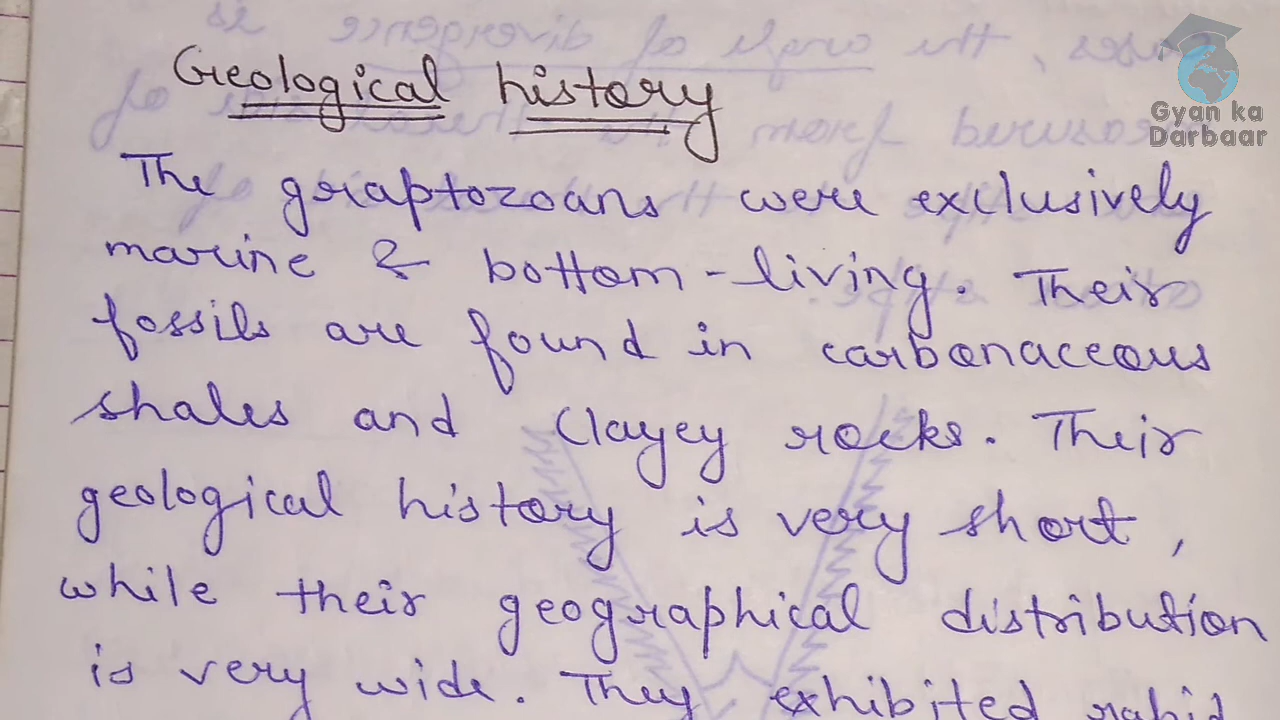 Geological history
The graptozoans were exclusively
marine & bottom-living. Their
fossils are found in carbonaceous
shales and clayey rocks. Their
geological history is very short,
while their geographical distribution
is very wide. They exhibited rapid
Gyan ka
Darbaar